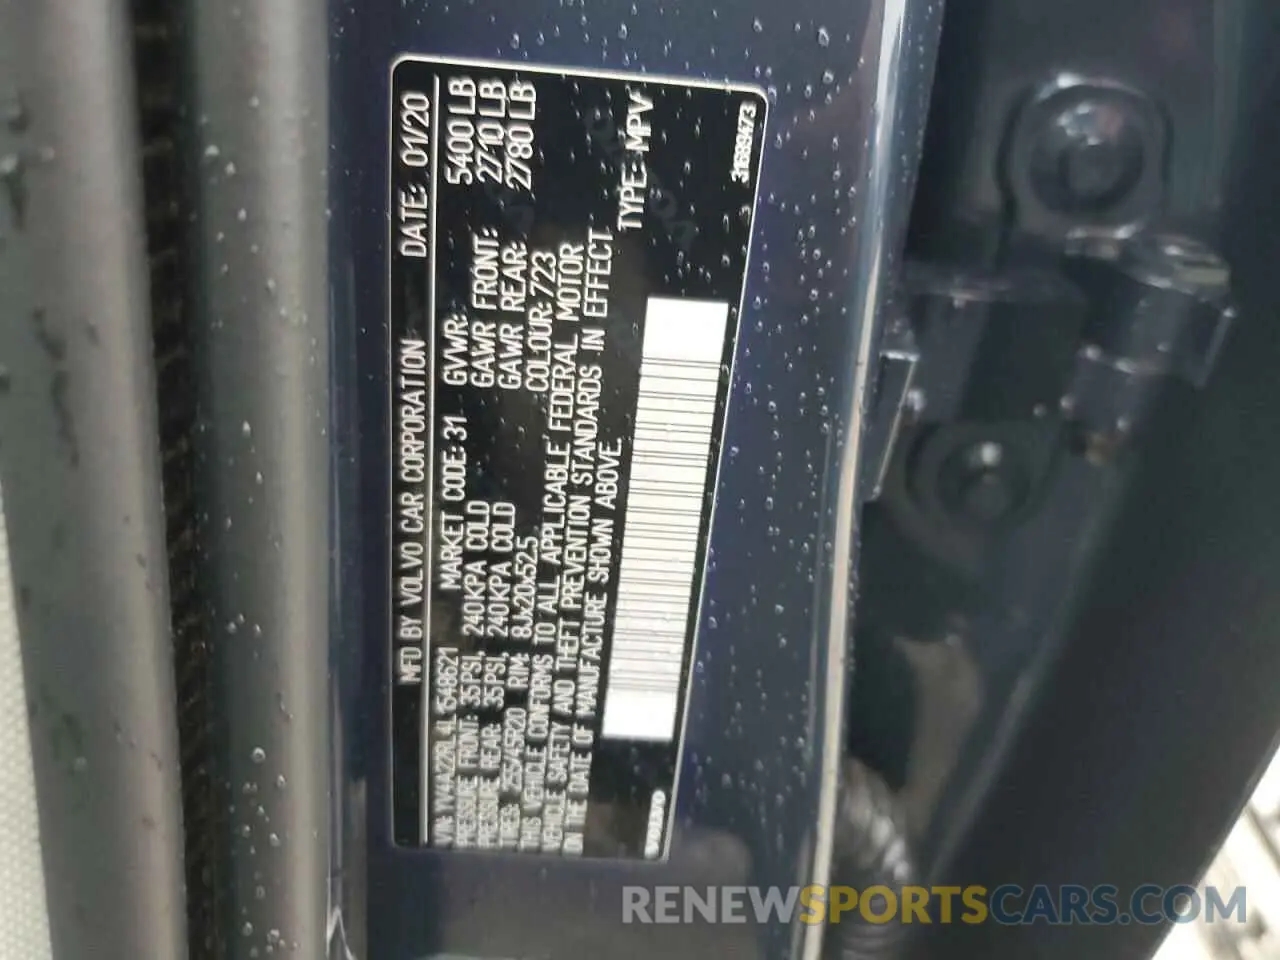 MFD BY VOLVO CAR CORPORATION DATE: 01/20
VIN: YV4A22RL4L1548621 MARKET CODE: 31 GVWR: 5400 LB
PRESSURE FRONT: 35PSI, 240KPA COLD GAWR FRONT: 2710 LB
PRESSURE REAR: 35PSI, 240KPA COLD GAWR REAR: 2780 LB
TIRES: 255/45R20 RIM: 8Jx20x52.5 COLOUR: 723
THIS VEHICLE CONFORMS TO ALL APPLICABLE FEDERAL MOTOR
VEHICLE SAFETY AND THEFT PREVENTION STANDARDS IN EFFECT
ON THE DATE OF MANUFACTURE SHOWN ABOVE.
TYPE: MPV
VOLVO 31689473
RENEWSPORTSCARS.COM